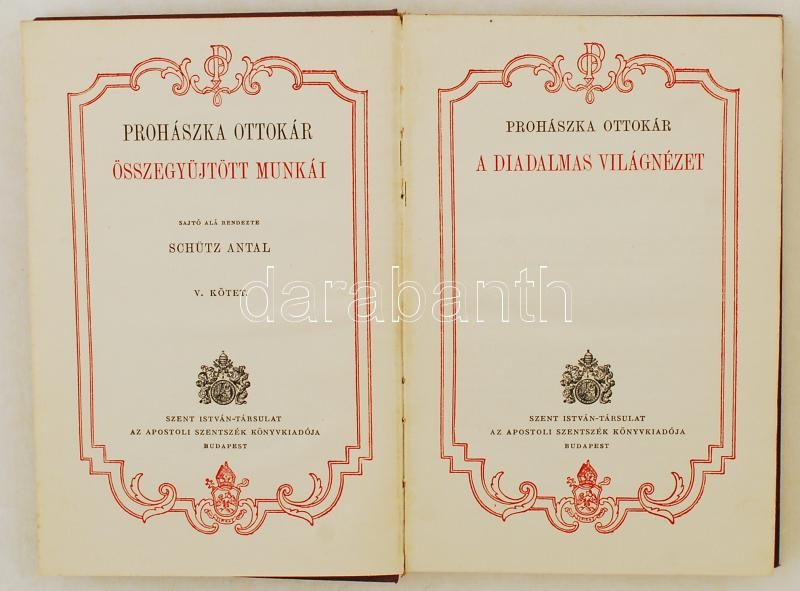 PROHÁSZKA OTTOKÁR
ÖSSZEGYÜJTÖTT MUNKÁI
SAJTÓ ALÁ RENDEZTE
SCHÜTZ ANTAL
V. KÖTET.
SZENT ISTVÁN-TÁRSULAT
AZ APOSTOLI SZENTSZÉK KÖNYVKIADÓJA
BUDAPEST
PROHÁSZKA OTTOKÁR
A DIADALMAS VILÁGNÉZET
SZENT ISTVÁN-TÁRSULAT
AZ APOSTOLI SZENTSZÉK KÖNYVKIADÓJA
BUDAPEST
darabanth